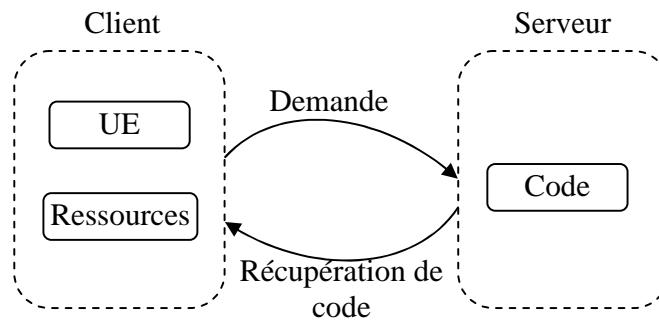 Client
Serveur
Demande
UE
Code
Ressources
Récupération de
code